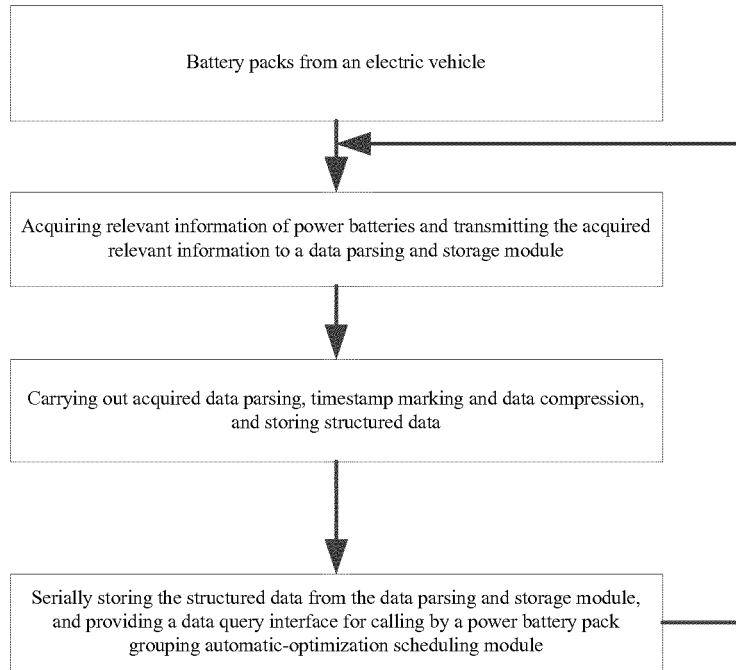 Battery packs from an electric vehicle
Acquiring relevant information of power batteries and transmitting the acquired
relevant information to a data parsing and storage module
Carrying out acquired data parsing, timestamp marking and data compression,
and storing structured data
Serially storing the structured data from the data parsing and storage module,
and providing a data query interface for calling by a power battery pack
grouping automatic-optimization scheduling module